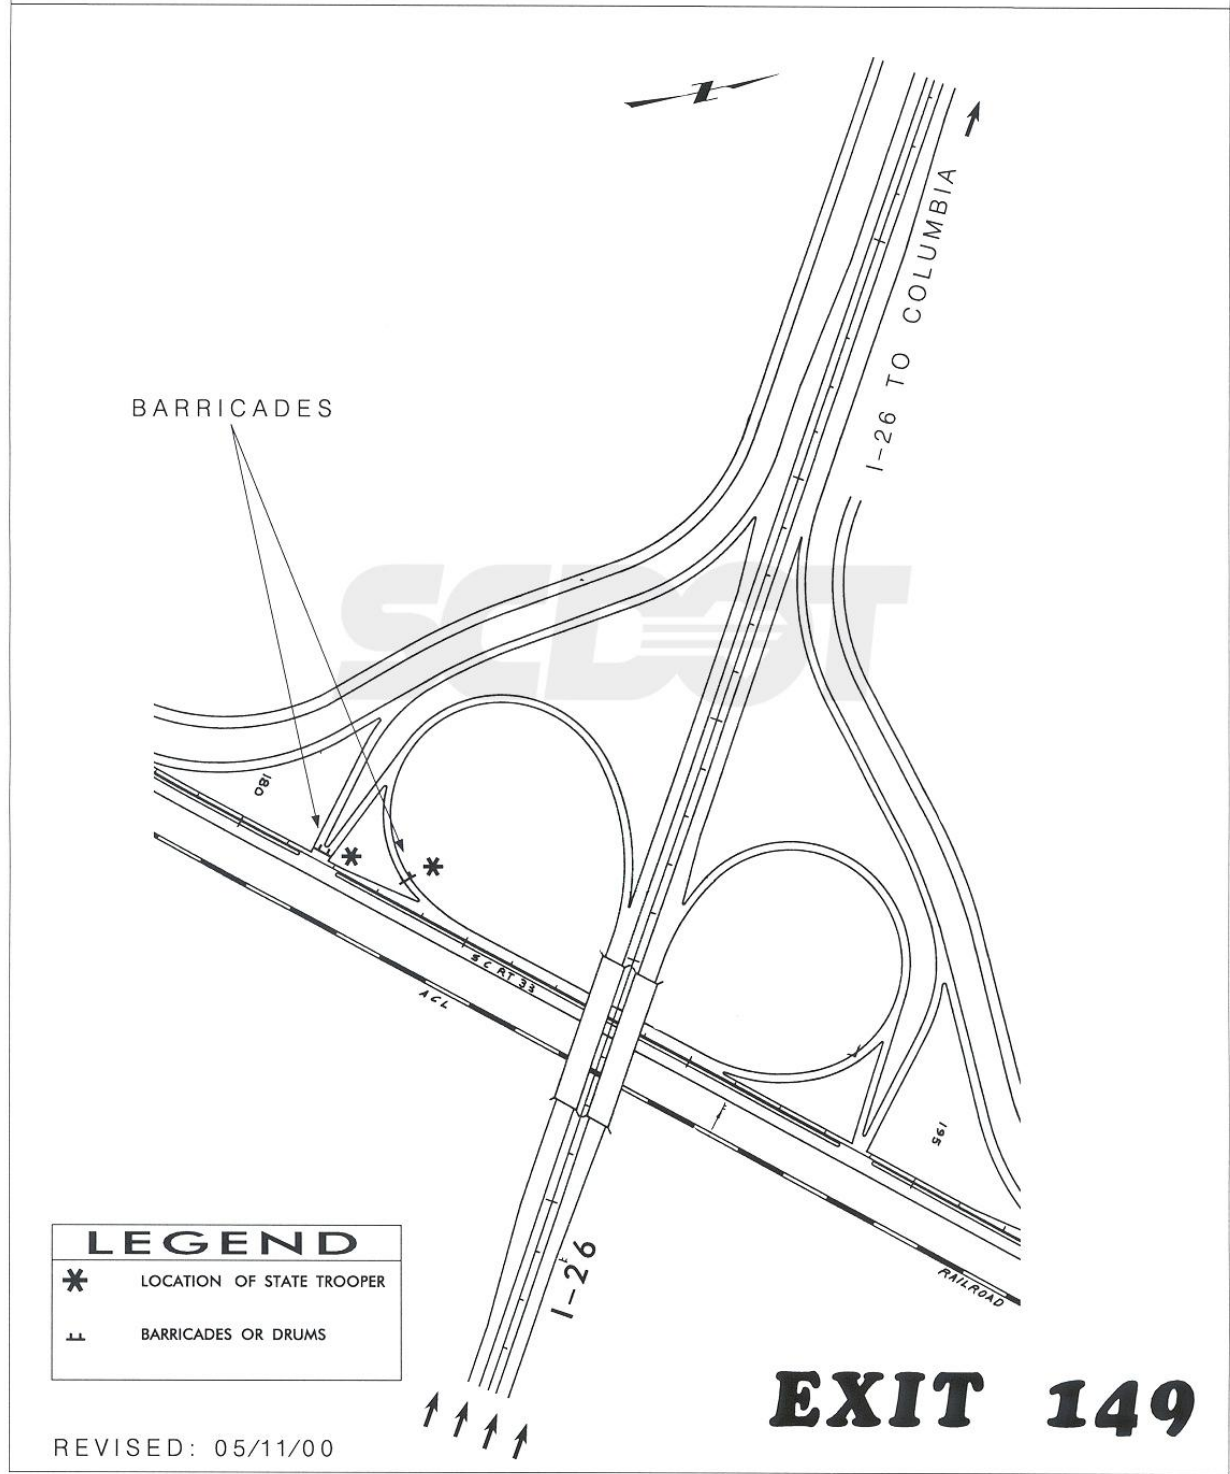 I-26 TO COLUMBIA
BARRICADES
SCDOT
180
SC RT 33
ACL
195
RAILROAD
I-26
LEGEND
LOCATION OF STATE TROOPER
BARRICADES OR DRUMS
EXIT 149
REVISED: 05/11/00